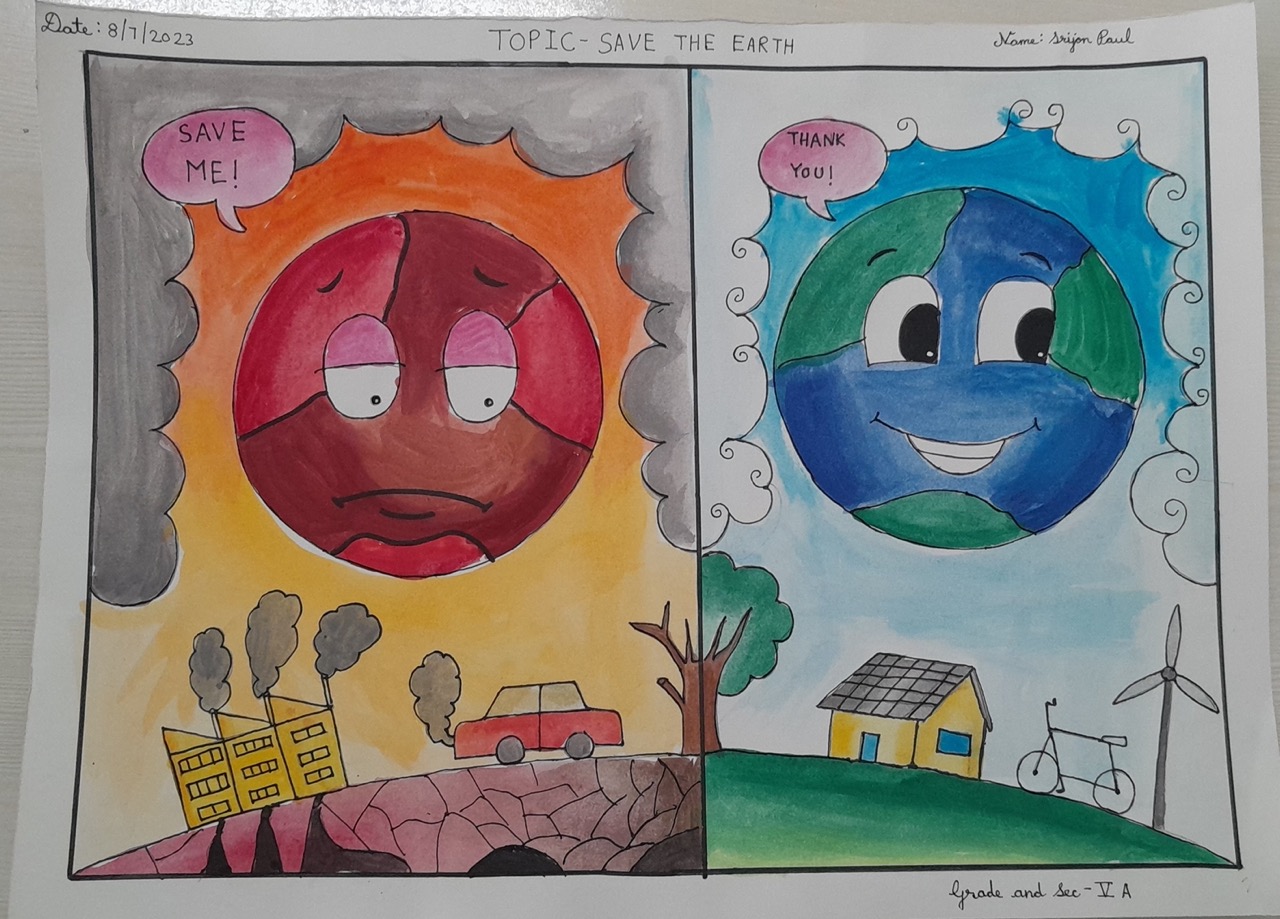 Date: 8/7/2023
TOPIC- SAVE THE EARTH
Name: Srijon Paul
SAVE
ME!
THANK
YOU!
Grade and Sec- V A